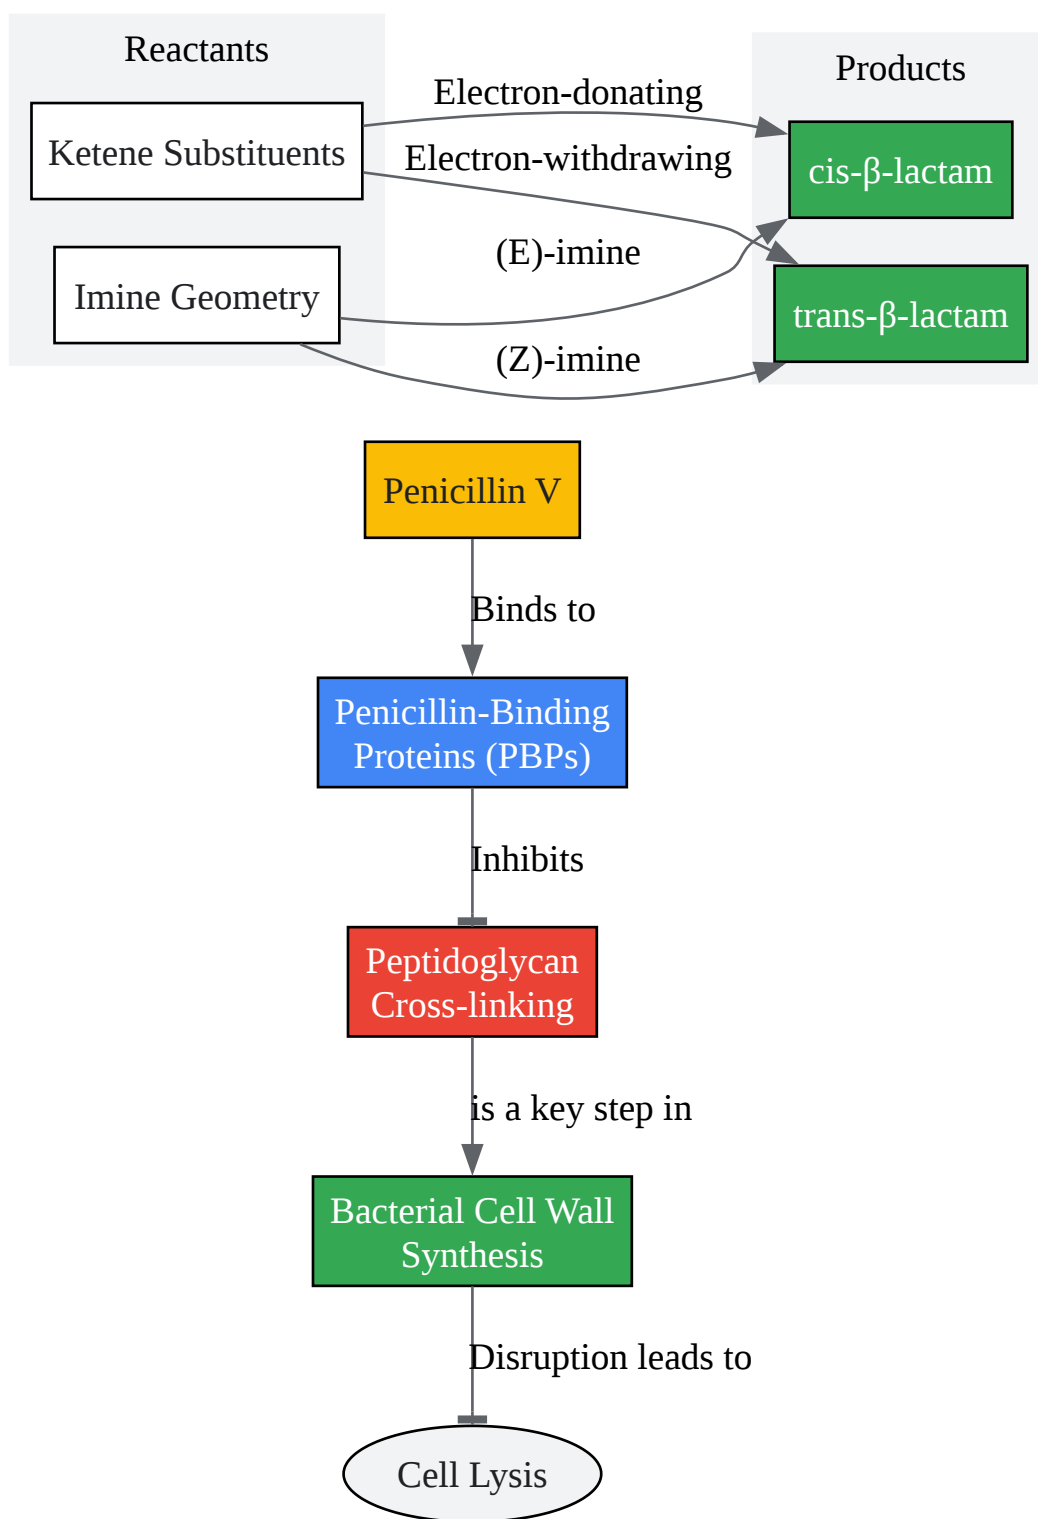 Reactants
Products
Electron-donating
Ketene Substituents
Electron-withdrawing
cis-β-lactam
(E)-imine
Imine Geometry
trans-β-lactam
(Z)-imine
Penicillin V
Binds to
Penicillin-Binding
Proteins (PBPs)
Inhibits
Peptidoglycan
Cross-linking
is a key step in
Bacterial Cell Wall
Synthesis
Disruption leads to
Cell Lysis